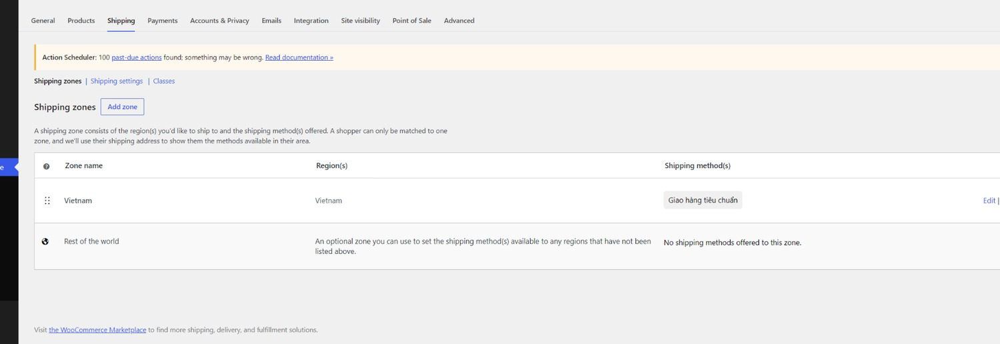 General Products Shipping Payments Accounts & Privacy Emails Integration Site visibility Point of Sale Advanced
Action Scheduler: 100 past-due actions found; something may be wrong. Read documentation »
Shipping zones | Shipping settings | Classes
Shipping zones Add zone
A shipping zone consists of the region(s) you'd like to ship to and the shipping method(s) offered. A shopper can only be matched to one
zone, and we'll use their shipping address to show them the methods available in their area.
Zone name Region(s) Shipping method(s)
e
Vietnam Vietnam Giao hàng tiêu chuẩn Edit |
Rest of the world An optional zone you can use to set the shipping method(s) available to any regions that have not been
listed above.
No shipping methods offered to this zone.
Visit the WooCommerce Marketplace to find more shipping, delivery, and fulfillment solutions.